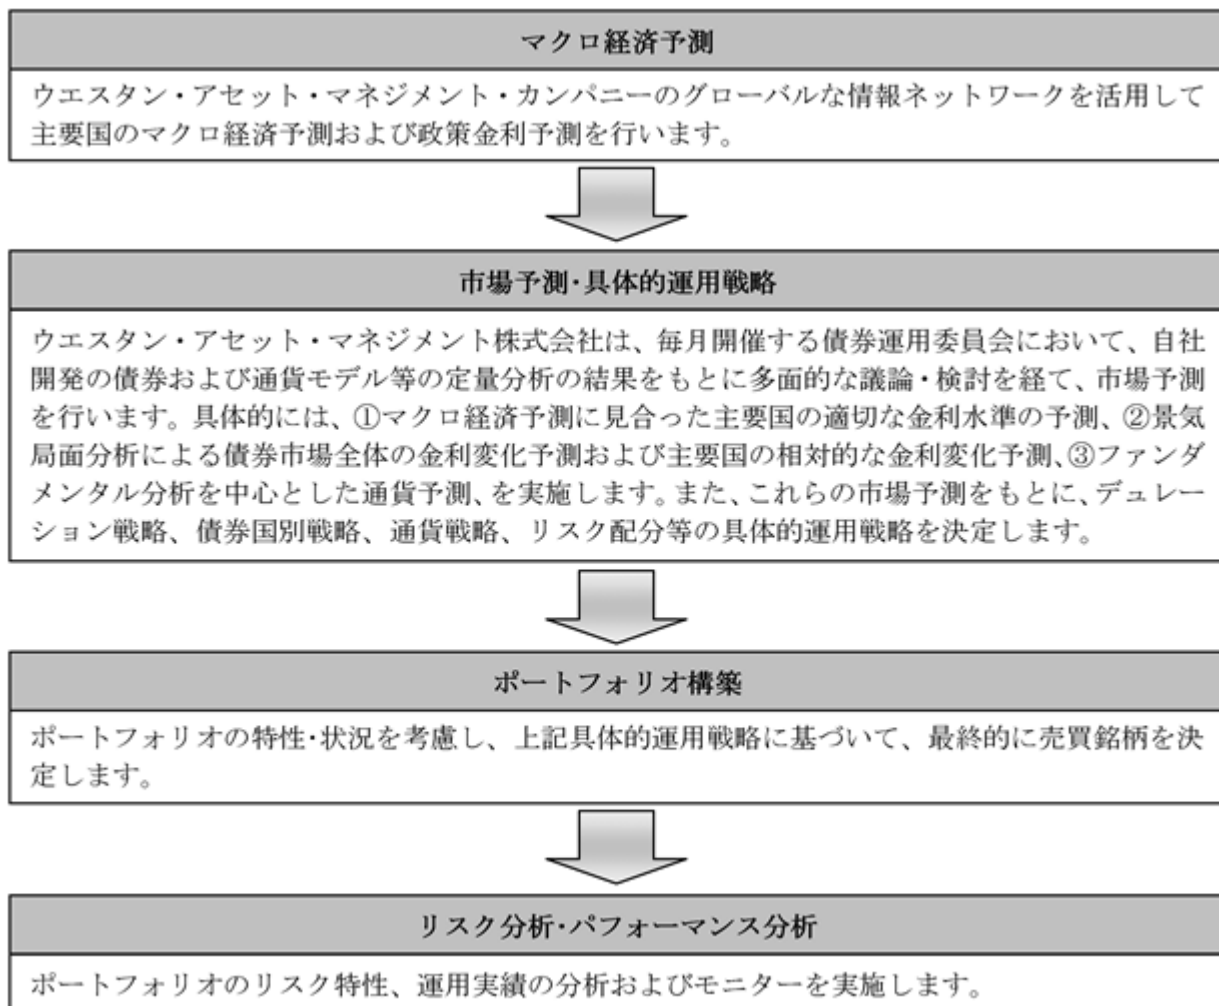 マクロ経済予測
ウエスタン・アセット・マネジメント・カンパニーのグローバルな情報ネットワークを活用して
主要国のマクロ経済予測および政策金利予測を行います。
市場予測･具体的運用戦略
ウエスタン・アセット・マネジメント株式会社は、毎月開催する債券運用委員会において、自社
開発の債券および通貨モデル等の定量分析の結果をもとに多面的な議論・検討を経て、市場予測
を行います。具体的には、①マクロ経済予測に見合った主要国の適切な金利水準の予測、②景気
局面分析による債券市場全体の金利変化予測および主要国の相対的な金利変化予測、③ファンダ
メンタル分析を中心とした通貨予測、を実施します。また、これらの市場予測をもとに、デュレー
ション戦略、債券国別戦略、通貨戦略、リスク配分等の具体的運用戦略を決定します。
ポートフォリオ構築
ポートフォリオの特性･状況を考慮し、上記具体的運用戦略に基づいて、最終的に売買銘柄を決
定します。
リスク分析･パフォーマンス分析
ポートフォリオのリスク特性、運用実績の分析およびモニターを実施します。